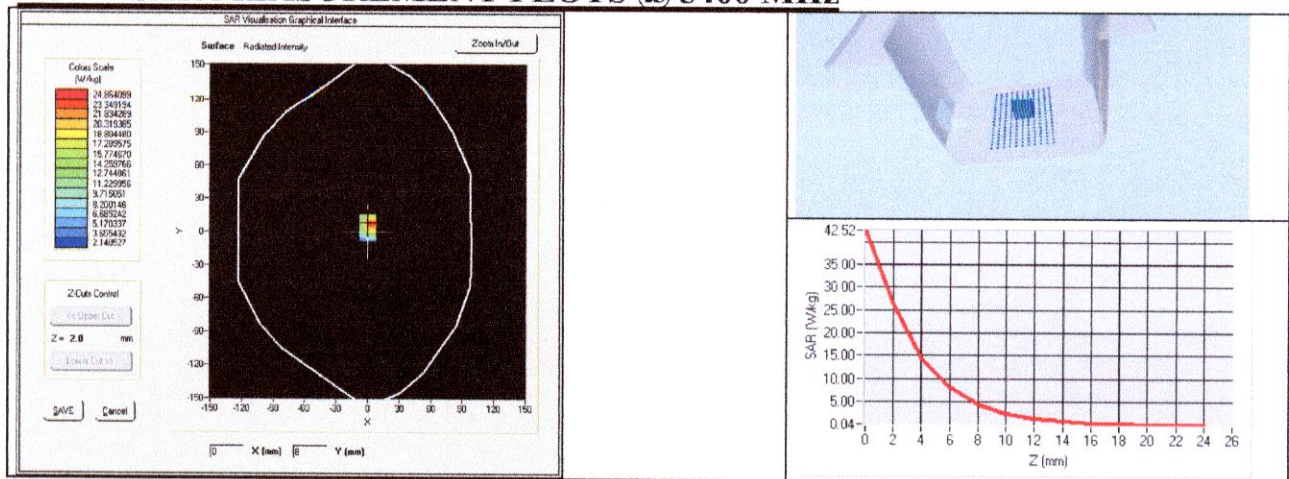 SAR Visualisation Graphical Interface
Surface Radiated Intensity
Zoom In/Out
Colors Scale
(W/kg)
24.864099
23.349194
21.834289
20.319385
18.804480
17.289575
15.774670
14.259766
12.744861
11.229956
9.715051
8.200146
6.685242
5.170337
3.655432
2.140527
Z-Cuts Control
<< Upper Cut
Z = 2.0 mm
Down Cut >>
SAVE Cancel
150
120
90
60
30
0
-30
-60
-90
-120
-150
Y
-150 -120 -90 -60 -30 0 30 60 90 120 150
X
0 X (mm) 8 Y (mm)
42.52
35.00
30.00
25.00
20.00
15.00
10.00
5.00
0.04
SAR (W/kg)
0 2 4 6 8 10 12 14 16 18 20 22 24 26
Z (mm)